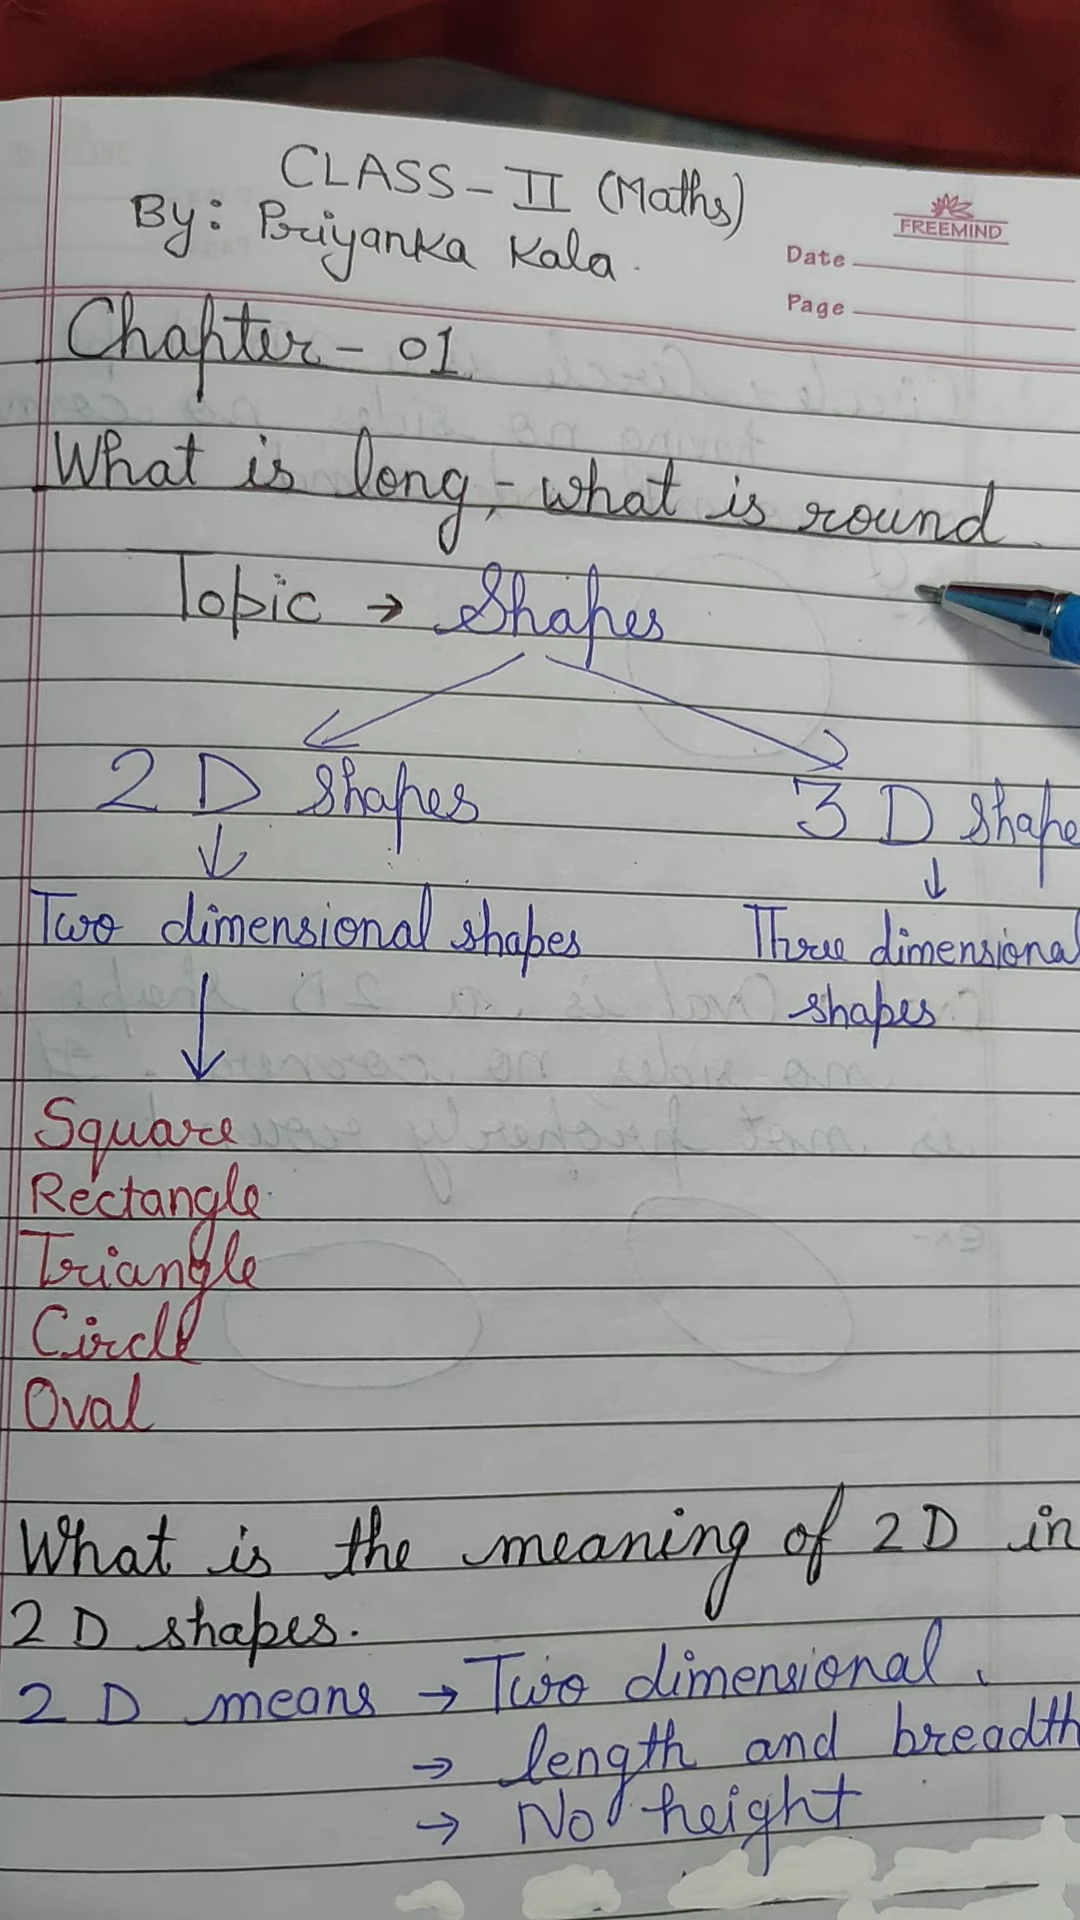 CLASS - II (Maths)
By: Priyanka Kala.
FREEMIND
Date
Page
Chapter - 01
What is long, - what is round.
Topic → Shapes
2 D shapes
3 D shape
Two dimensional shapes
Three dimensional
shapes
Square
Rectangle
Triangle
Circle
Oval
What is the meaning of 2 D in
2 D shapes.
2 D means → Two dimensional.
→ length and breadth
→ No height